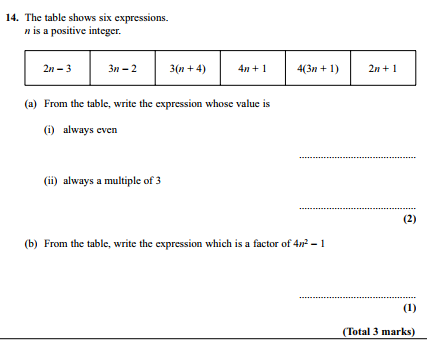 14. The table shows six expressions.
n is a positive integer.
2n – 3 3n – 2 3(n + 4) 4n + 1 4(3n + 1) 2n + 1
(a) From the table, write the expression whose value is
(i) always even
........................................................
(ii) always a multiple of 3
........................................................
(2)
(b) From the table, write the expression which is a factor of 4n² – 1
........................................................
(1)
(Total 3 marks)